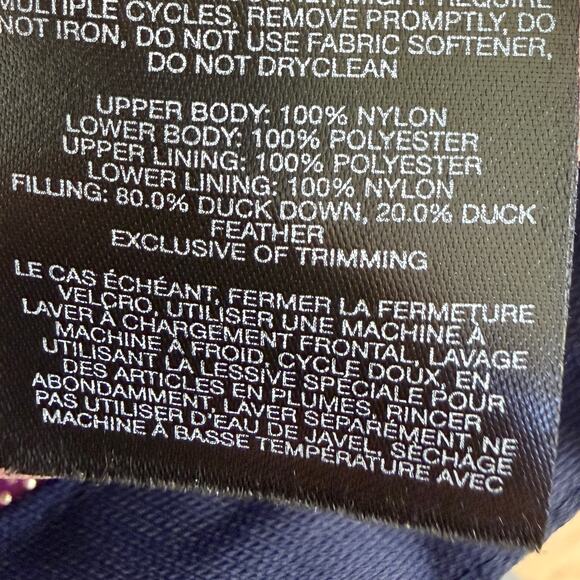 MIGHT REQUIRE
MULTIPLE CYCLES, REMOVE PROMPTLY, DO
NOT IRON, DO NOT USE FABRIC SOFTENER,
DO NOT DRYCLEAN
UPPER BODY: 100% NYLON
LOWER BODY: 100% POLYESTER
UPPER LINING: 100% POLYESTER
LOWER LINING: 100% NYLON
FILLING: 80.0% DUCK DOWN, 20.0% DUCK
FEATHER
EXCLUSIVE OF TRIMMING
LE CAS ÉCHÉANT, FERMER LA FERMETURE
VELCRO, UTILISER UNE MACHINE À
LAVER À CHARGEMENT FRONTAL, LAVAGE
MACHINE À FROID, CYCLE DOUX, EN
UTILISANT LA LESSIVE SPÉCIALE POUR
DES ARTICLES EN PLUMES, RINCER
ABONDAMMENT, LAVER SÉPARÉMENT, NE
PAS UTILISER D'EAU DE JAVEL, SÉCHAGE
MACHINE À BASSE TEMPÉRATURE AVEC